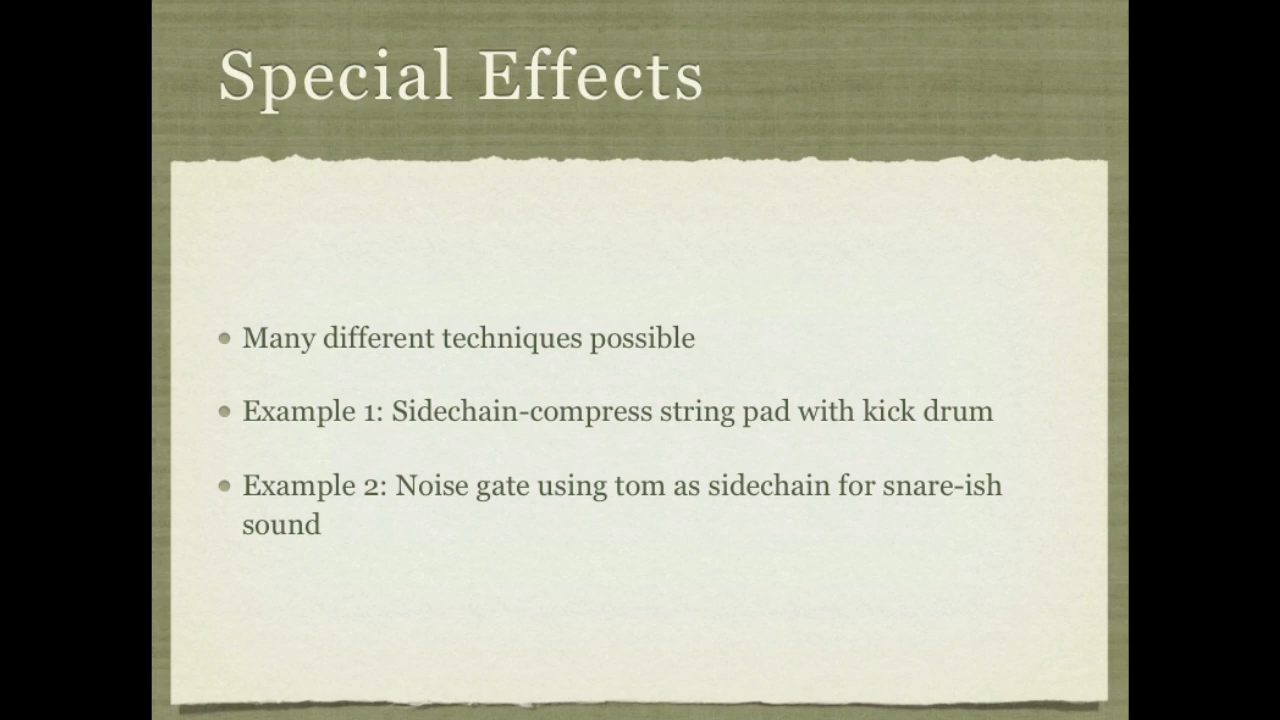 Special Effects
Many different techniques possible
Example 1: Sidechain-compress string pad with kick drum
Example 2: Noise gate using tom as sidechain for snare-ish
sound